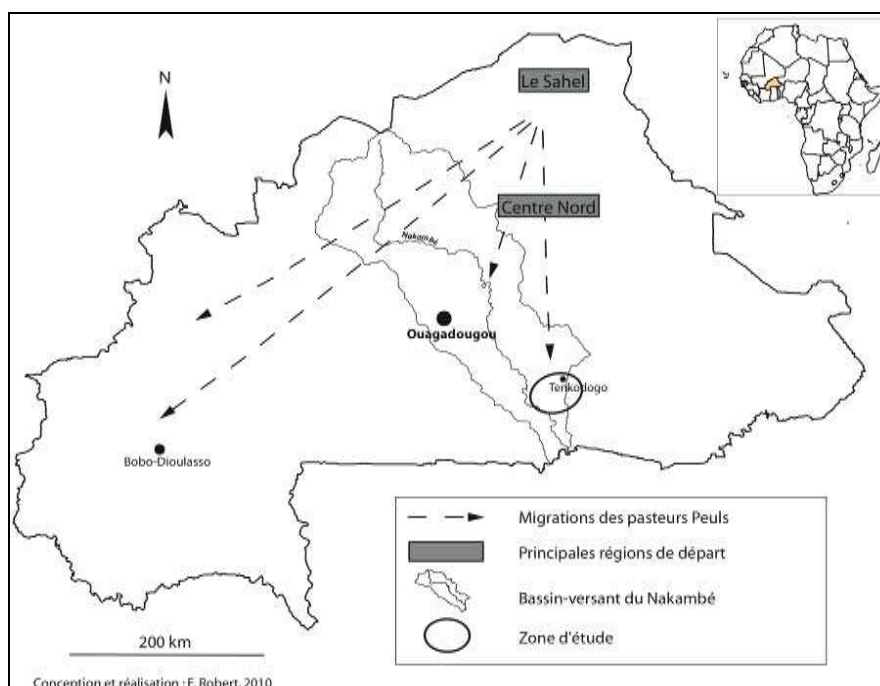 N
Le Sahel
Centre Nord
Nakambé
Ouagadougou
Tenkodogo
Bobo-Dioulasso
Migrations des pasteurs Peuls
Principales régions de départ
Bassin-versant du Nakambé
Zone d'étude
200 km
Conception et réalisation : E. Robert, 2010